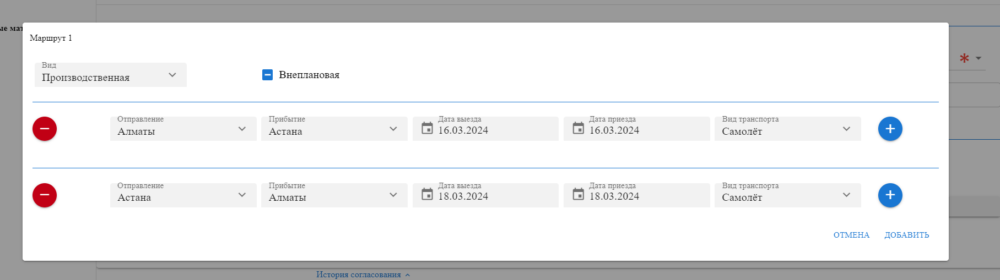 Маршрут 1
Вид
Производственная
Внеплановая
Отправление Прибытие Дата выезда Дата приезда Вид транспорта
Алматы Астана 16.03.2024 16.03.2024 Самолёт
Отправление Прибытие Дата выезда Дата приезда Вид транспорта
Астана Алматы 18.03.2024 18.03.2024 Самолёт
ОТМЕНА ДОБАВИТЬ
История согласования